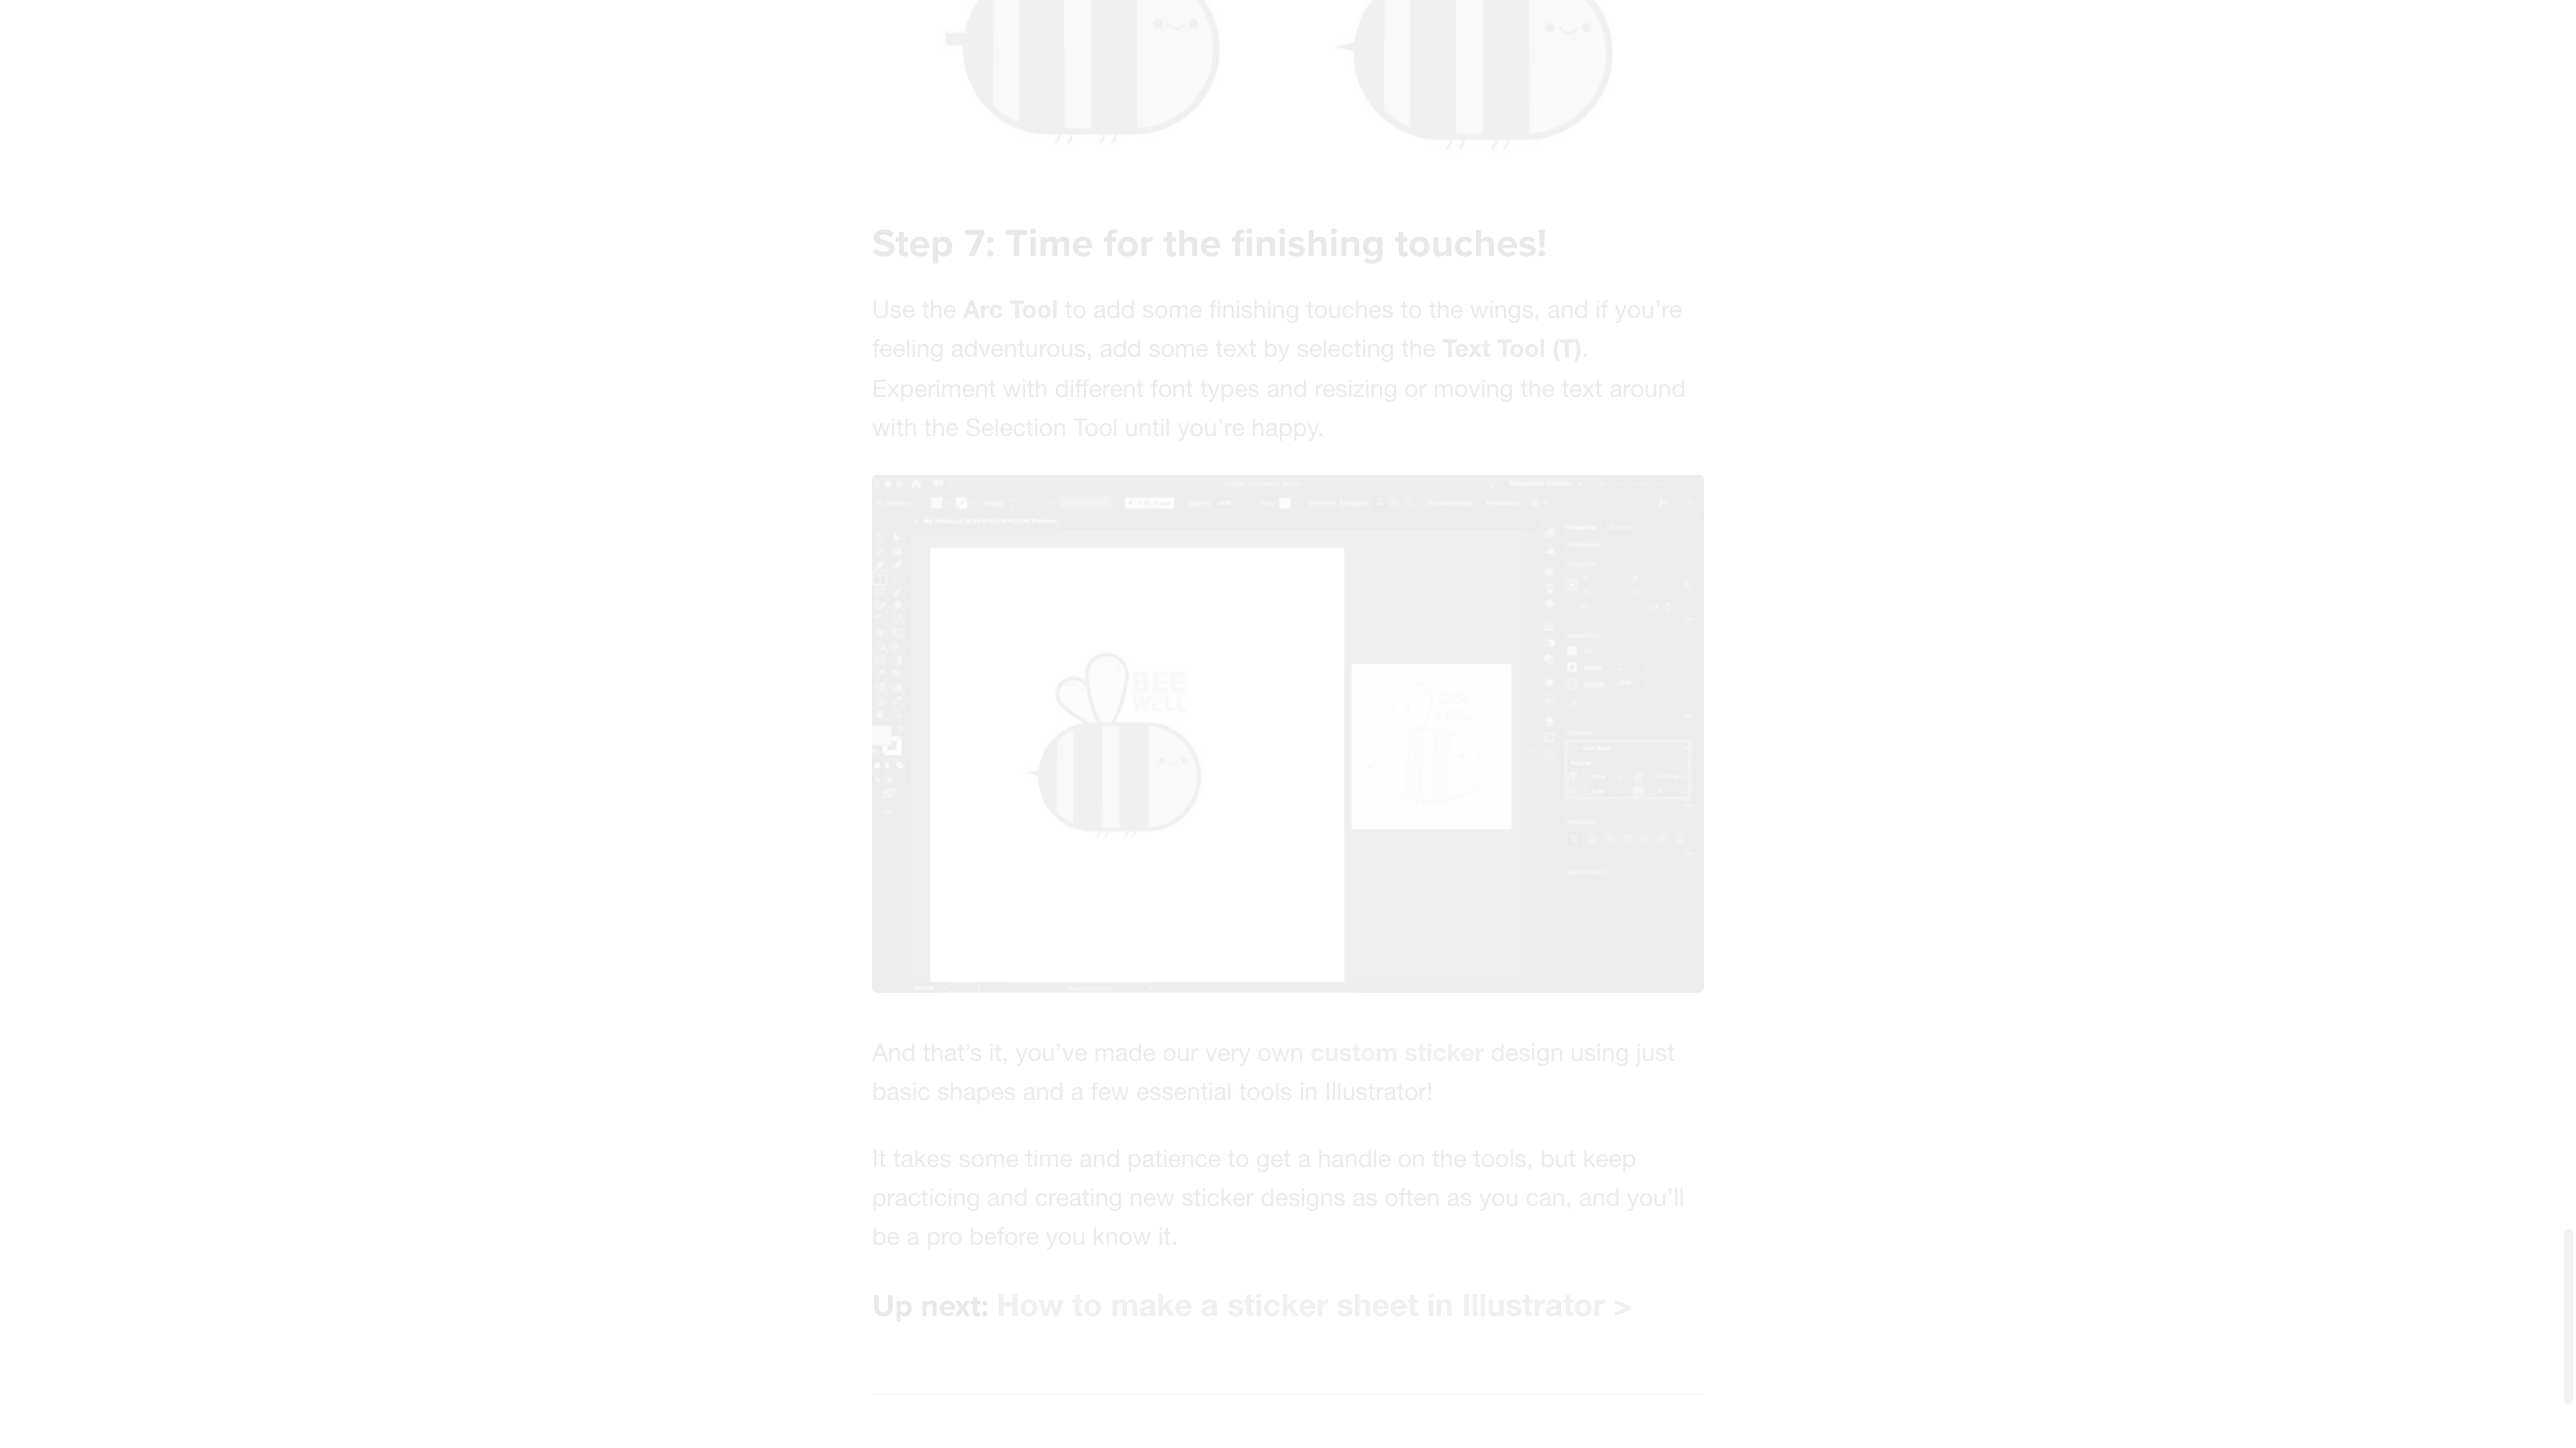 Step 7: Time for the finishing touches!
Use the Arc Tool to add some finishing touches to the wings, and if you’re
feeling adventurous, add some text by selecting the Text Tool (T).
Experiment with different font types and resizing or moving the text around
with the Selection Tool until you’re happy.
Essentials Classic
BEE
WELL
And that’s it, you’ve made our very own custom sticker design using just
basic shapes and a few essential tools in Illustrator!
It takes some time and patience to get a handle on the tools, but keep
practicing and creating new sticker designs as often as you can, and you’ll
be a pro before you know it.
Up next: How to make a sticker sheet in Illustrator >